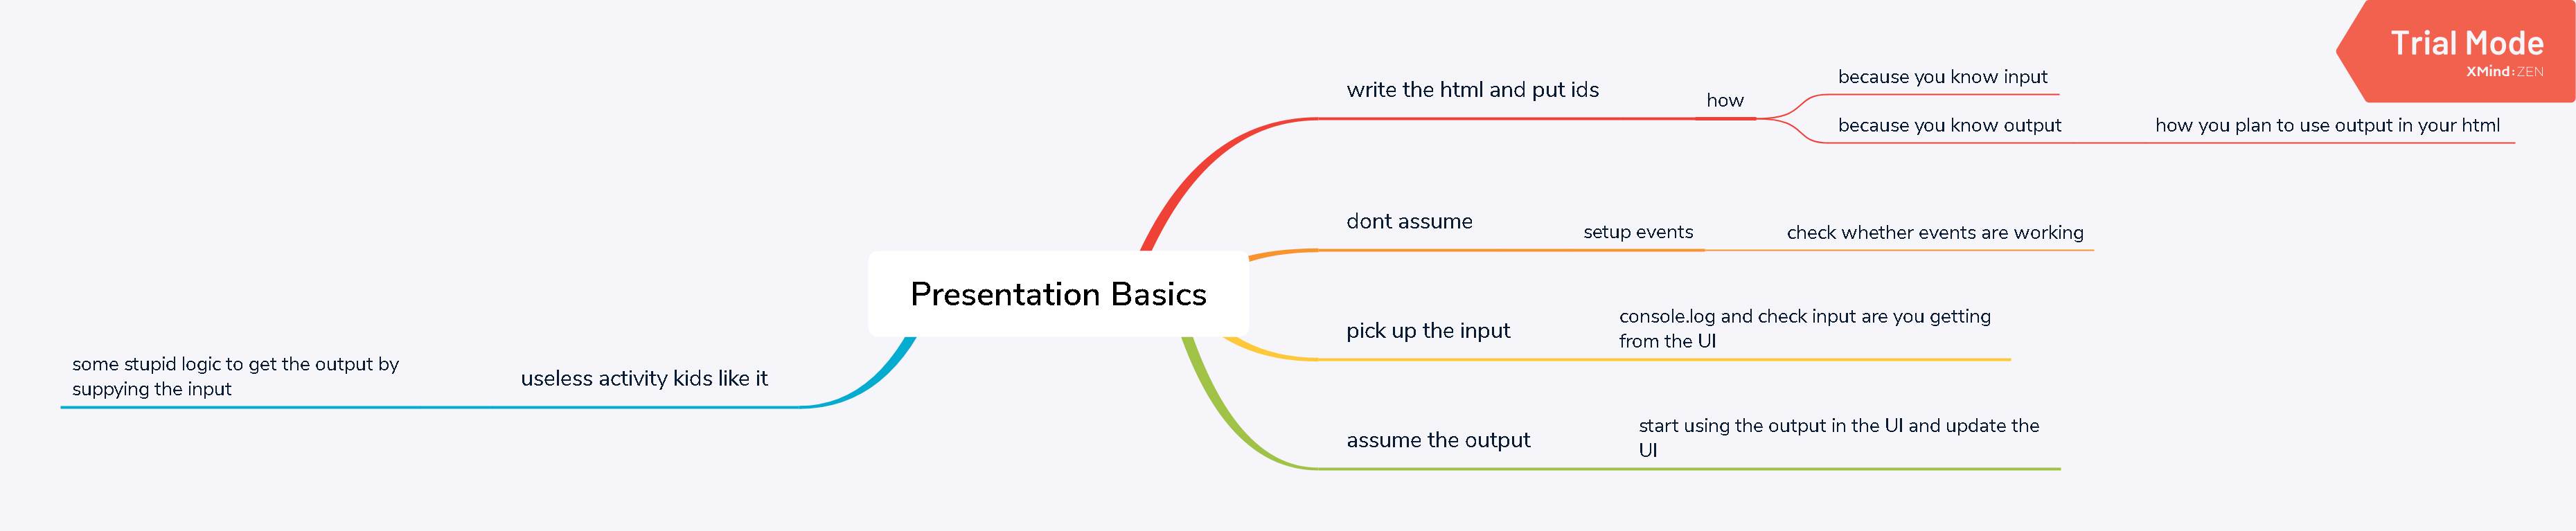 Trial Mode
XMind:ZEN
write the html and put ids
how
because you know input
because you know output
how you plan to use output in your html
dont assume
setup events
check whether events are working
Presentation Basics
pick up the input
console.log and check input are you getting
from the UI
assume the output
start using the output in the UI and update the
UI
useless activity kids like it
some stupid logic to get the output by
suppying the input